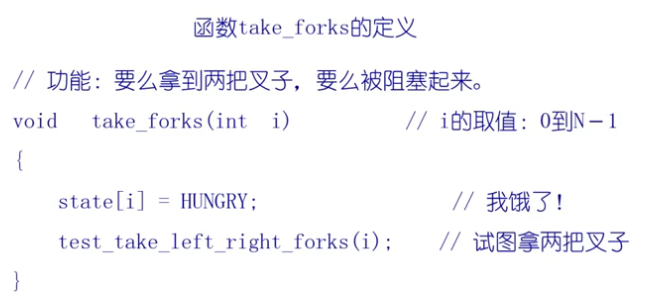 函数take_forks的定义
// 功能: 要么拿到两把叉子，要么被阻塞起来。
void take_forks(int i) // i的取值: 0到N－1
{
state[i] = HUNGRY; // 我饿了!
test_take_left_right_forks(i); // 试图拿两把叉子
}